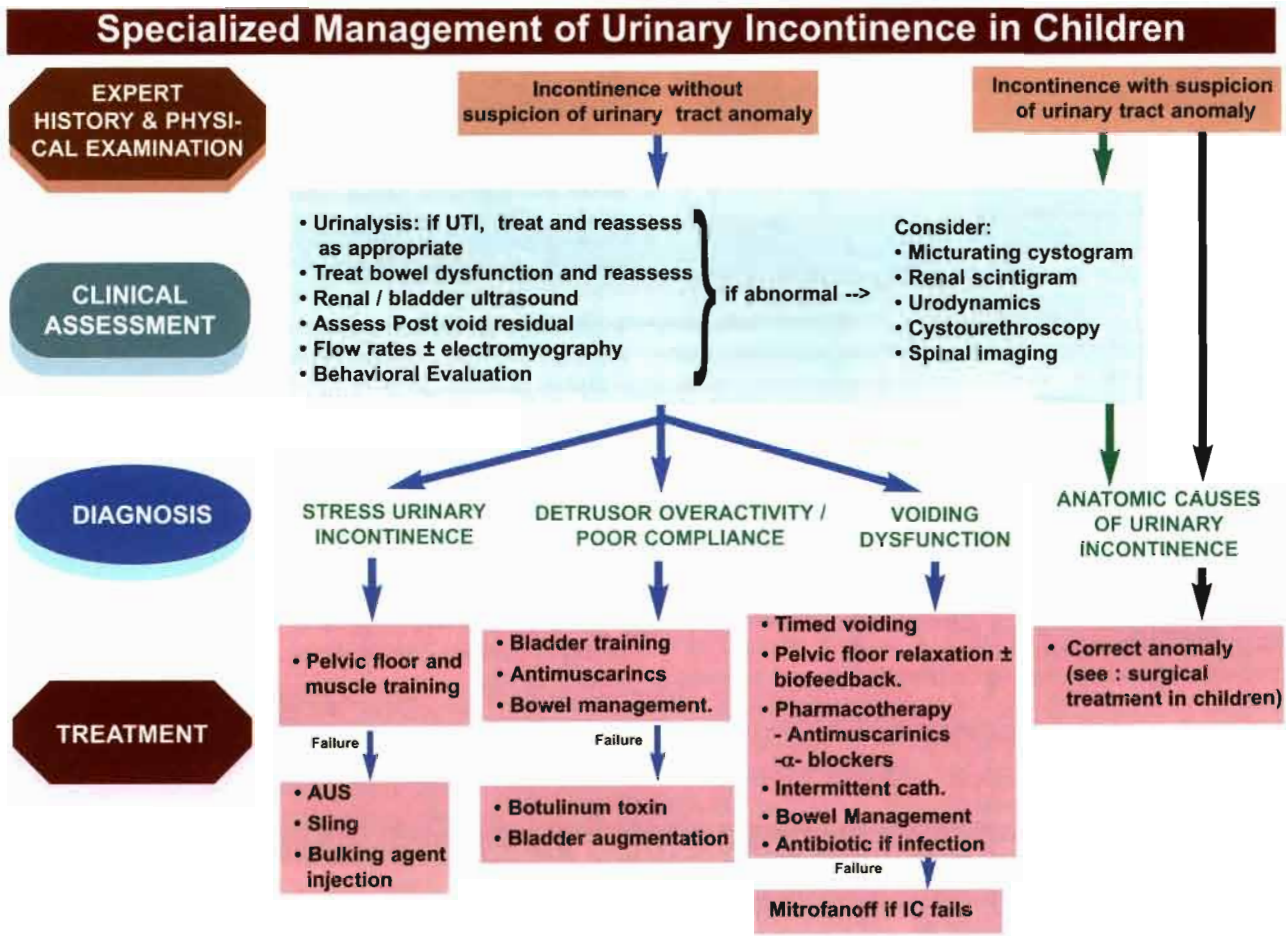 Specialized Management of Urinary Incontinence in Children
EXPERT
HISTORY & PHYSI-
CAL EXAMINATION
Incontinence without
suspicion of urinary tract anomaly
Incontinence with suspicion
of urinary tract anomaly
CLINICAL
ASSESSMENT
• Urinalysis: if UTI, treat and reassess
as appropriate
• Treat bowel dysfunction and reassess
• Renal / bladder ultrasound
• Assess Post void residual
• Flow rates ± electromyography
• Behavioral Evaluation
if abnormal -->
Consider:
• Micturating cystogram
• Renal scintigram
• Urodynamics
• Cystourethroscopy
• Spinal imaging
DIAGNOSIS
STRESS URINARY
INCONTINENCE
DETRUSOR OVERACTIVITY /
POOR COMPLIANCE
VOIDING
DYSFUNCTION
ANATOMIC CAUSES
OF URINARY
INCONTINENCE
TREATMENT
• Pelvic floor and
muscle training
Failure
• AUS
• Sling
• Bulking agent
injection
• Bladder training
• Antimuscarincs
• Bowel management.
Failure
• Botulinum toxin
• Bladder augmentation
• Timed voiding
• Pelvic floor relaxation ±
biofeedback.
• Pharmacotherapy
- Antimuscarinics
-α- blockers
• Intermittent cath.
• Bowel Management
• Antibiotic if infection
Failure
Mitrofanoff if IC fails
• Correct anomaly
(see : surgical
treatment in children)